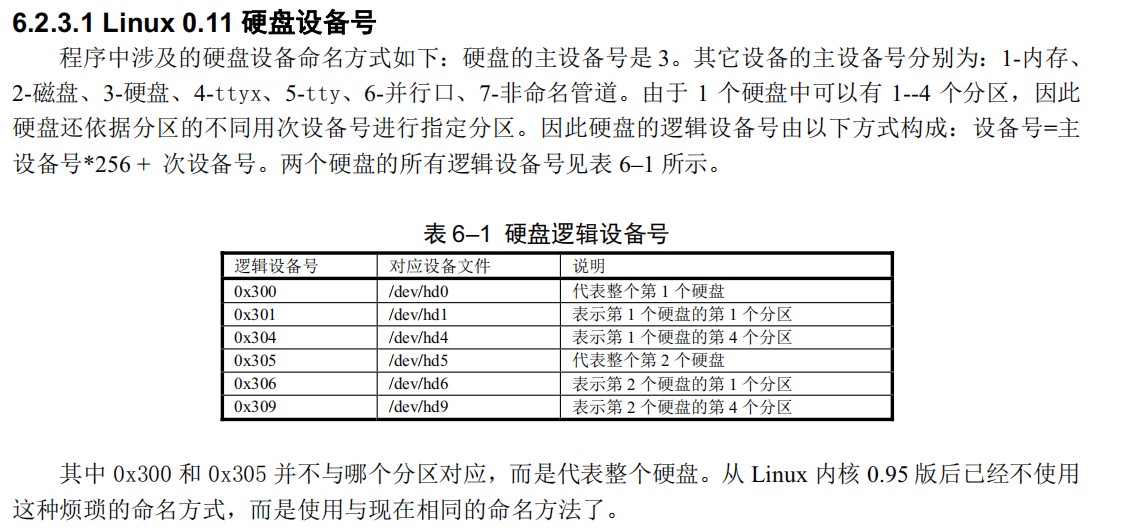 6.2.3.1 Linux 0.11 硬盘设备号
程序中涉及的硬盘设备命名方式如下：硬盘的主设备号是 3。其它设备的主设备号分别为：1-内存、
2-磁盘、3-硬盘、4-ttyx、5-tty、6-并行口、7-非命名管道。由于 1 个硬盘中可以有 1--4 个分区，因此
硬盘还依据分区的不同用次设备号进行指定分区。因此硬盘的逻辑设备号由以下方式构成：设备号=主
设备号*256 + 次设备号。两个硬盘的所有逻辑设备号见表 6–1 所示。
表 6–1 硬盘逻辑设备号
逻辑设备号 对应设备文件 说明
0x300 /dev/hd0 代表整个第 1 个硬盘
0x301 /dev/hd1 表示第 1 个硬盘的第 1 个分区
0x304 /dev/hd4 表示第 1 个硬盘的第 4 个分区
0x305 /dev/hd5 代表整个第 2 个硬盘
0x306 /dev/hd6 表示第 2 个硬盘的第 1 个分区
0x309 /dev/hd9 表示第 2 个硬盘的第 4 个分区
其中 0x300 和 0x305 并不与哪个分区对应，而是代表整个硬盘。从 Linux 内核 0.95 版后已经不使用
这种烦琐的命名方式，而是使用与现在相同的命名方法了。